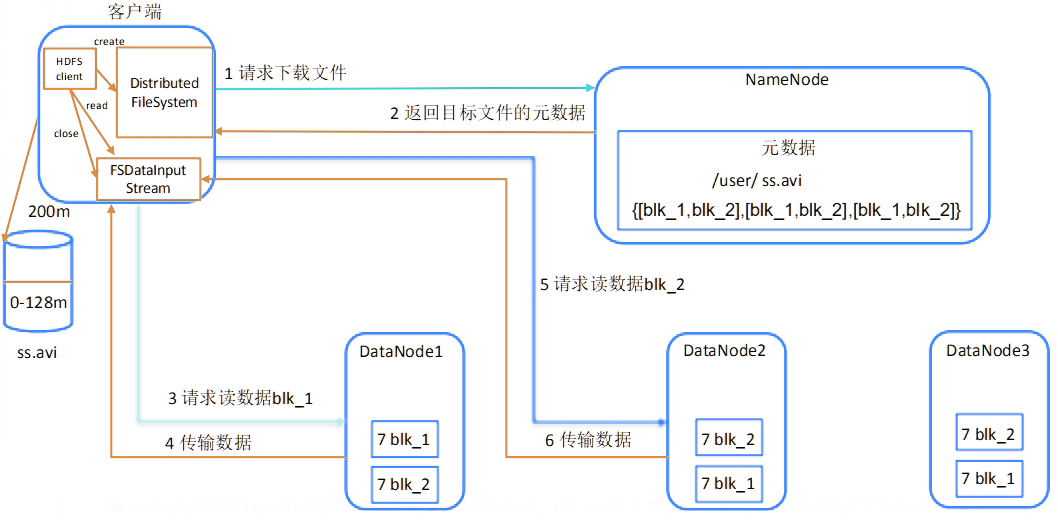 客户端
create
HDFS
client
Distributed
FileSystem
read
close
FSDataInput
Stream
1 请求下载文件
2 返回目标文件的元数据
NameNode
元数据
/user/ ss.avi
{[blk_1,blk_2],[blk_1,blk_2],[blk_1,blk_2]}
200m
0-128m
ss.avi
5 请求读数据blk_2
3 请求读数据blk_1
4 传输数据
6 传输数据
DataNode1
7 blk_1
7 blk_2
DataNode2
7 blk_2
7 blk_1
DataNode3
7 blk_2
7 blk_1